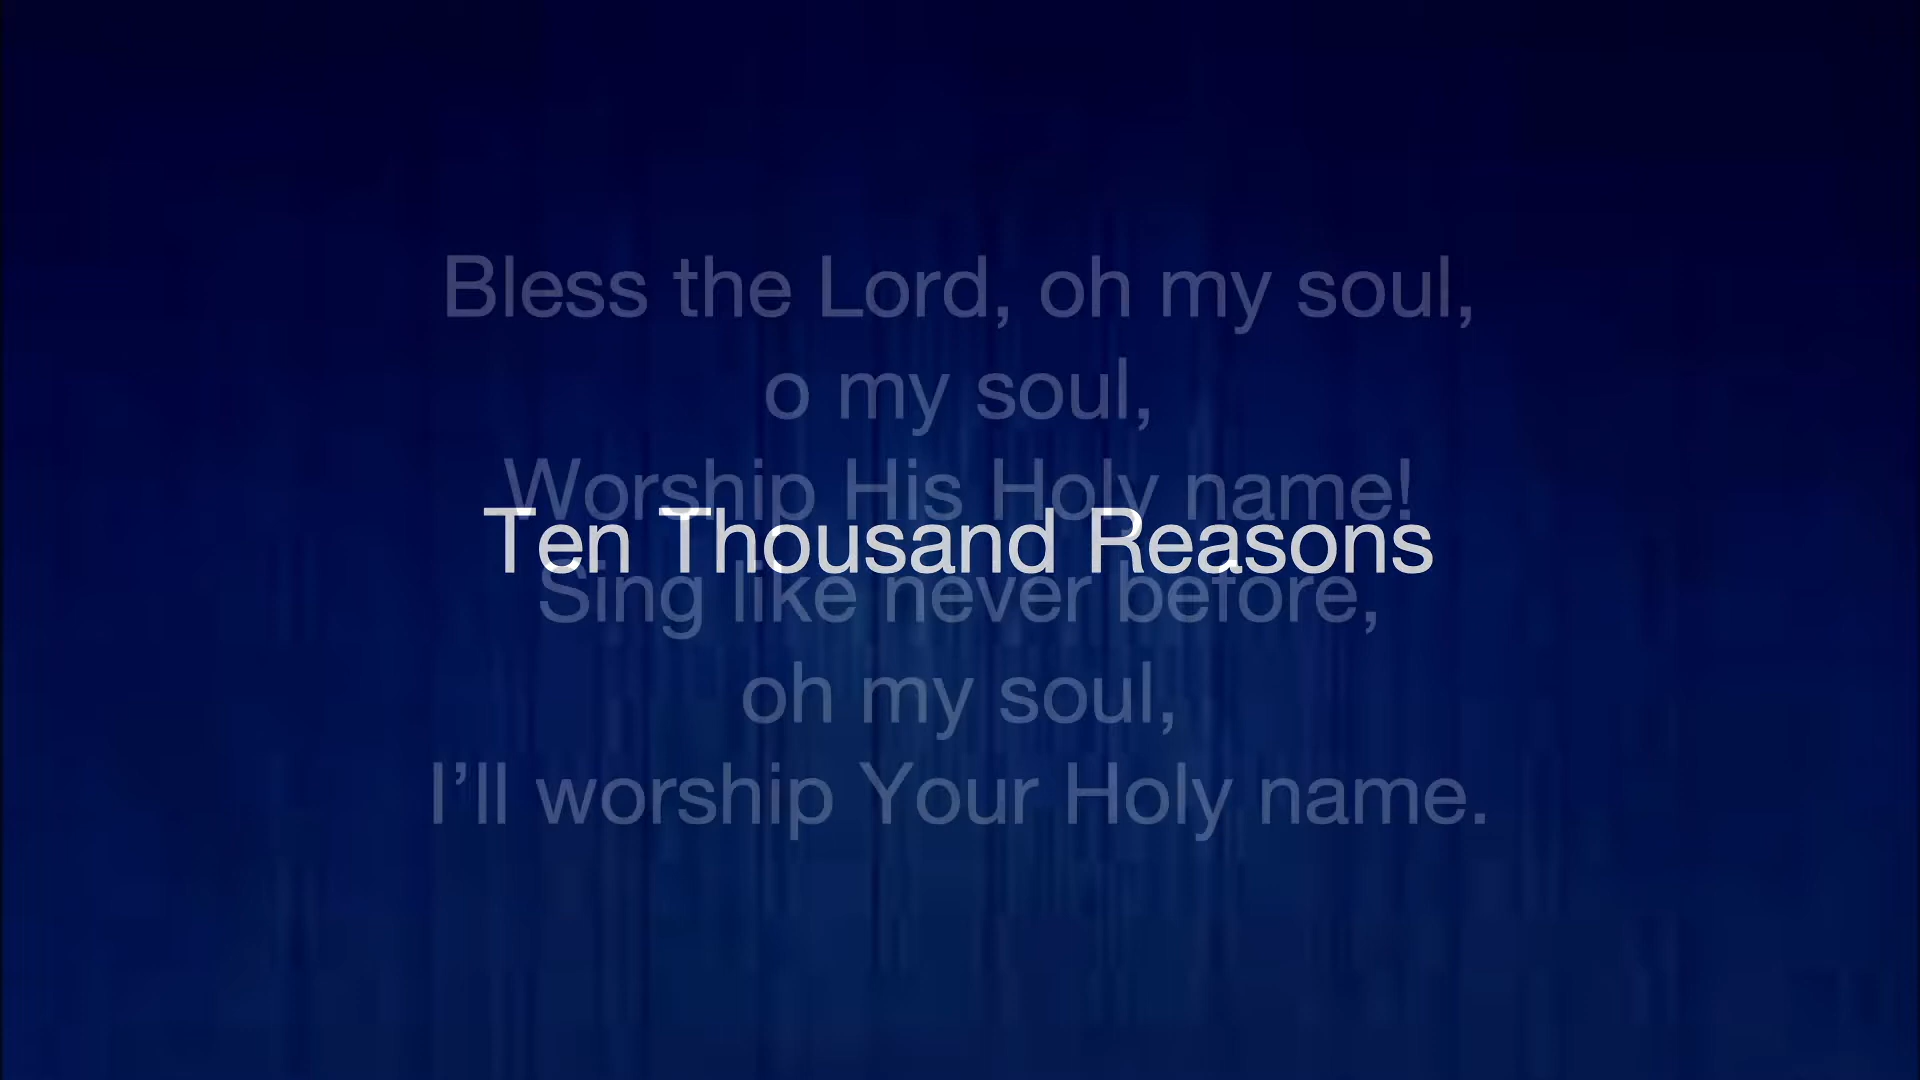 Bless the Lord, oh my soul,
o my soul,
Worship His Holy name!
Ten Thousand Reasons
Sing like never before,
oh my soul,
I’ll worship Your Holy name.